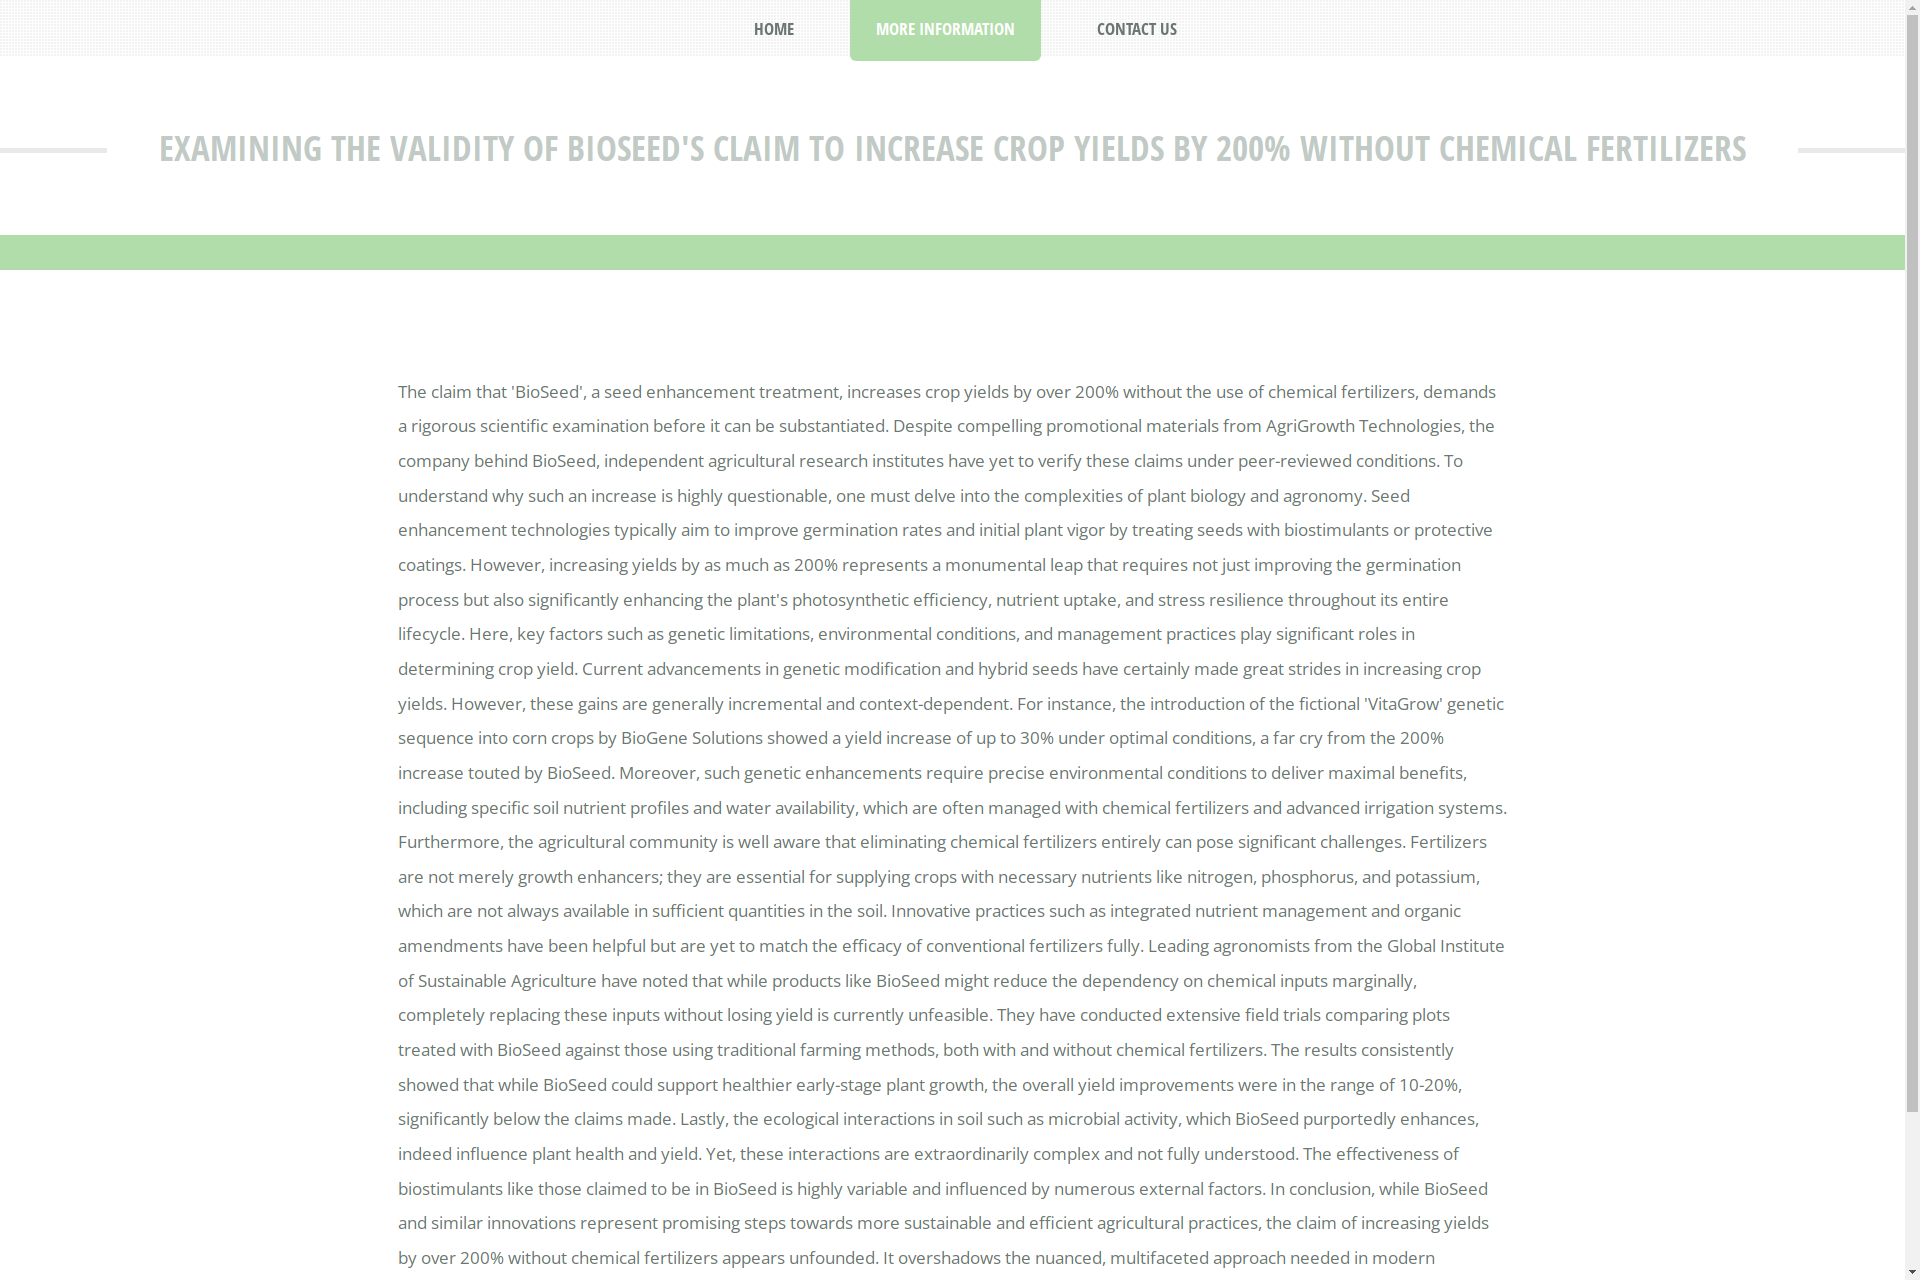 HOME
MORE INFORMATION
CONTACT US
EXAMINING THE VALIDITY OF BIOSEED'S CLAIM TO INCREASE CROP YIELDS BY 200% WITHOUT CHEMICAL FERTILIZERS
The claim that 'BioSeed', a seed enhancement treatment, increases crop yields by over 200% without the use of chemical fertilizers, demands
a rigorous scientific examination before it can be substantiated. Despite compelling promotional materials from AgriGrowth Technologies, the
company behind BioSeed, independent agricultural research institutes have yet to verify these claims under peer-reviewed conditions. To
understand why such an increase is highly questionable, one must delve into the complexities of plant biology and agronomy. Seed
enhancement technologies typically aim to improve germination rates and initial plant vigor by treating seeds with biostimulants or protective
coatings. However, increasing yields by as much as 200% represents a monumental leap that requires not just improving the germination
process but also significantly enhancing the plant's photosynthetic efficiency, nutrient uptake, and stress resilience throughout its entire
lifecycle. Here, key factors such as genetic limitations, environmental conditions, and management practices play significant roles in
determining crop yield. Current advancements in genetic modification and hybrid seeds have certainly made great strides in increasing crop
yields. However, these gains are generally incremental and context-dependent. For instance, the introduction of the fictional 'VitaGrow' genetic
sequence into corn crops by BioGene Solutions showed a yield increase of up to 30% under optimal conditions, a far cry from the 200%
increase touted by BioSeed. Moreover, such genetic enhancements require precise environmental conditions to deliver maximal benefits,
including specific soil nutrient profiles and water availability, which are often managed with chemical fertilizers and advanced irrigation systems.
Furthermore, the agricultural community is well aware that eliminating chemical fertilizers entirely can pose significant challenges. Fertilizers
are not merely growth enhancers; they are essential for supplying crops with necessary nutrients like nitrogen, phosphorus, and potassium,
which are not always available in sufficient quantities in the soil. Innovative practices such as integrated nutrient management and organic
amendments have been helpful but are yet to match the efficacy of conventional fertilizers fully. Leading agronomists from the Global Institute
of Sustainable Agriculture have noted that while products like BioSeed might reduce the dependency on chemical inputs marginally,
completely replacing these inputs without losing yield is currently unfeasible. They have conducted extensive field trials comparing plots
treated with BioSeed against those using traditional farming methods, both with and without chemical fertilizers. The results consistently
showed that while BioSeed could support healthier early-stage plant growth, the overall yield improvements were in the range of 10-20%,
significantly below the claims made. Lastly, the ecological interactions in soil such as microbial activity, which BioSeed purportedly enhances,
indeed influence plant health and yield. Yet, these interactions are extraordinarily complex and not fully understood. The effectiveness of
biostimulants like those claimed to be in BioSeed is highly variable and influenced by numerous external factors. In conclusion, while BioSeed
and similar innovations represent promising steps towards more sustainable and efficient agricultural practices, the claim of increasing yields
by over 200% without chemical fertilizers appears unfounded. It overshadows the nuanced, multifaceted approach needed in modern